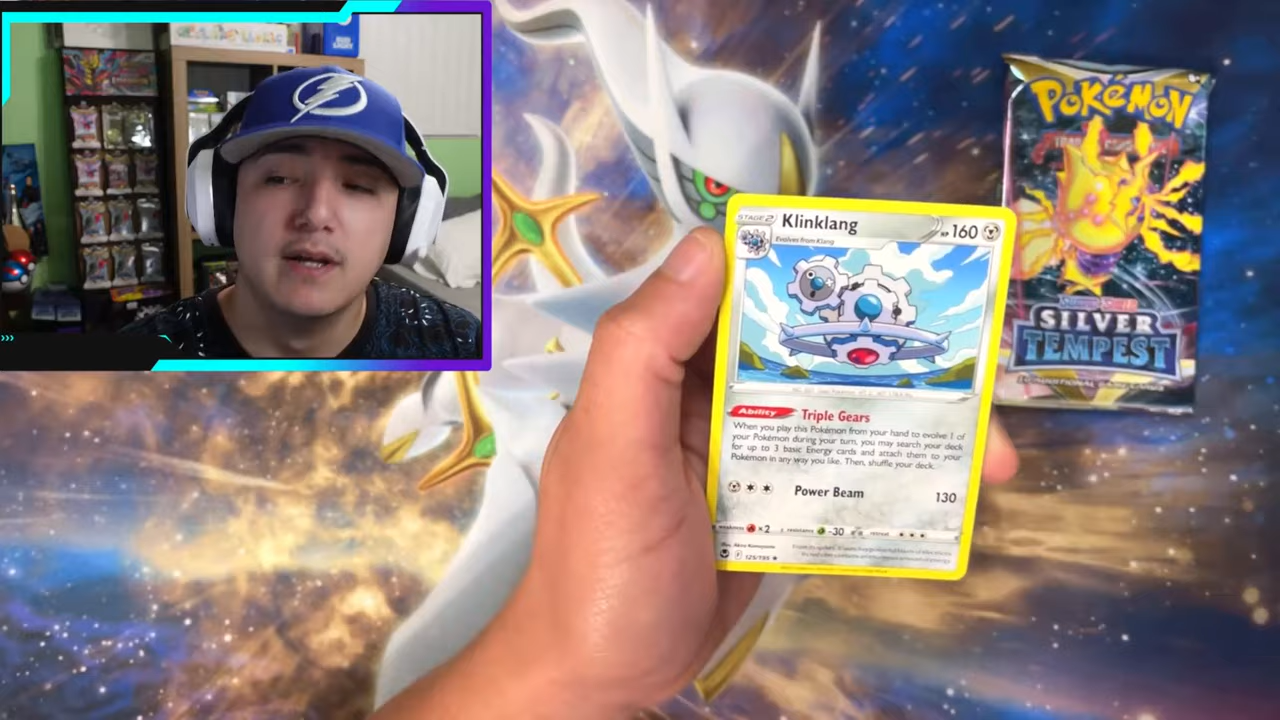 BUD
LIGHT
POKéMON
SILVER
TEMPEST
STAGE 2
Klinklang
HP 160
Evolves from Klang
Ability Triple Gears
When you play this Pokémon from your hand to evolve 1 of
your Pokémon during your turn, you may search your deck
for up to 3 basic Energy cards and attach them to your
Pokémon in any way you like. Then, shuffle your deck.
Power Beam 130
weakness ×2 resistance -30 retreat
125/195